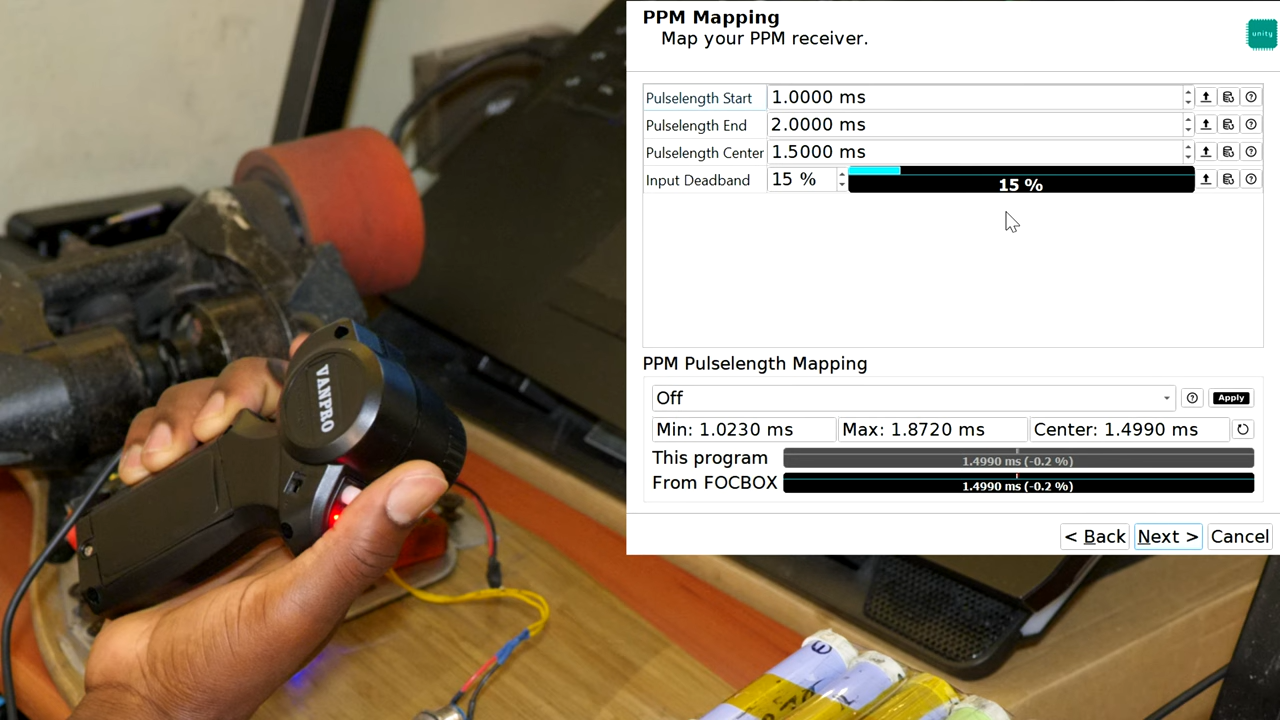 PPM Mapping
Map your PPM receiver.
unity
Pulselength Start 1.0000 ms
Pulselength End 2.0000 ms
Pulselength Center 1.5000 ms
Input Deadband 15 % 15 %
PPM Pulselength Mapping
Off Apply
Min: 1.0230 ms Max: 1.8720 ms Center: 1.4990 ms
This program 1.4990 ms (-0.2 %)
From FOCBOX 1.4990 ms (-0.2 %)
< Back Next > Cancel
VANPRO